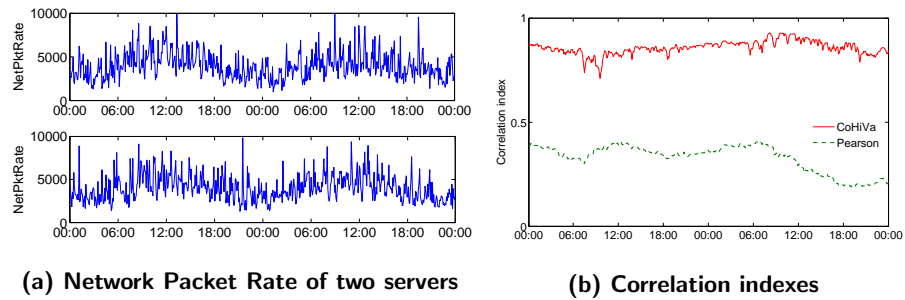 10000
5000
0
NetPktRate
00:00 06:00 12:00 18:00 00:00 06:00 12:00 18:00 00:00
10000
5000
0
NetPktRate
00:00 06:00 12:00 18:00 00:00 06:00 12:00 18:00 00:00
(a) Network Packet Rate of two servers
1
0.5
0
Correlation index
CoHiVa
Pearson
00:00 06:00 12:00 18:00 00:00 06:00 12:00 18:00 00:00
(b) Correlation indexes